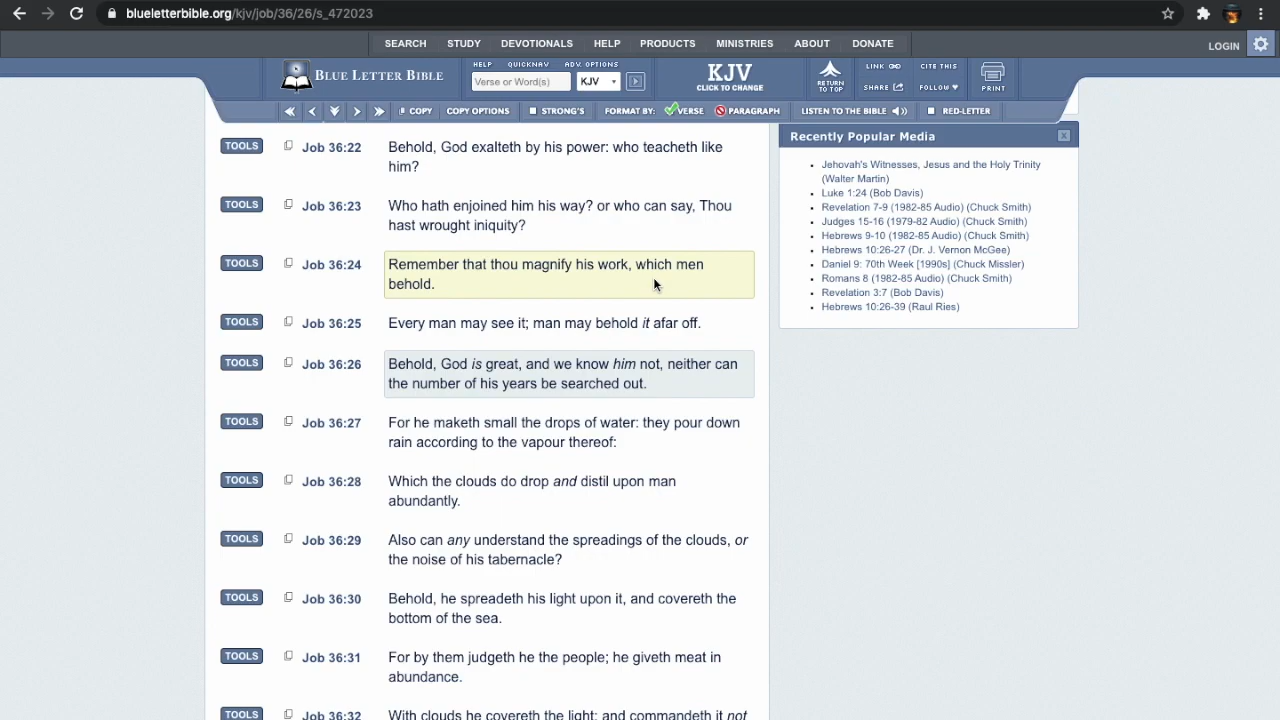 blueletterbible.org/kjv/job/36/26/s_472023
SEARCH STUDY DEVOTIONALS HELP PRODUCTS MINISTRIES ABOUT DONATE
LOGIN
BLUE LETTER BIBLE
HELP QUICKNAV ADV. OPTIONS
Verse or Word(s) KJV
KJV
CLICK TO CHANGE
RETURN
TO TOP
LINK CITE THIS
SHARE FOLLOW
PRINT
COPY COPY OPTIONS STRONG'S FORMAT BY: VERSE PARAGRAPH LISTEN TO THE BIBLE RED-LETTER
TOOLS Job 36:22 Behold, God exalteth by his power: who teacheth like
him?
TOOLS Job 36:23 Who hath enjoined him his way? or who can say, Thou
hast wrought iniquity?
TOOLS Job 36:24 Remember that thou magnify his work, which men
behold.
TOOLS Job 36:25 Every man may see it; man may behold it afar off.
TOOLS Job 36:26 Behold, God is great, and we know him not, neither can
the number of his years be searched out.
TOOLS Job 36:27 For he maketh small the drops of water: they pour down
rain according to the vapour thereof:
TOOLS Job 36:28 Which the clouds do drop and distil upon man
abundantly.
TOOLS Job 36:29 Also can any understand the spreadings of the clouds, or
the noise of his tabernacle?
TOOLS Job 36:30 Behold, he spreadeth his light upon it, and covereth the
bottom of the sea.
TOOLS Job 36:31 For by them judgeth he the people; he giveth meat in
abundance.
TOOLS Job 36:32 With clouds he covereth the light; and commandeth it not
Recently Popular Media
Jehovah's Witnesses, Jesus and the Holy Trinity
(Walter Martin)
Luke 1:24 (Bob Davis)
Revelation 7-9 (1982-85 Audio) (Chuck Smith)
Judges 15-16 (1979-82 Audio) (Chuck Smith)
Hebrews 9-10 (1982-85 Audio) (Chuck Smith)
Hebrews 10:26-27 (Dr. J. Vernon McGee)
Daniel 9: 70th Week [1990s] (Chuck Missler)
Romans 8 (1982-85 Audio) (Chuck Smith)
Revelation 3:7 (Bob Davis)
Hebrews 10:26-39 (Raul Ries)